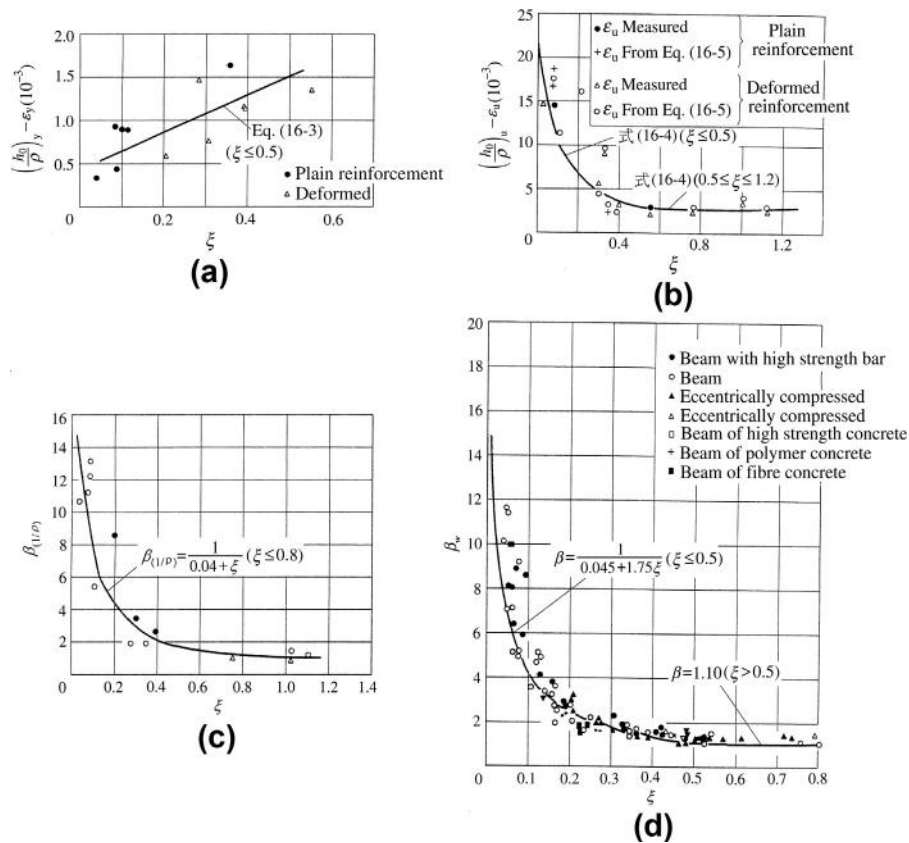 2.0
1.5
1.0
0.5
0
0.2
0.4
0.6
(h₀/ρ)y − εy(10⁻³)
Eq. (16-3)
(ξ≤0.5)
● Plain reinforcement
△ Deformed
ξ
(a)
25
20
15
10
5
0
0.4
0.8
1.2
(h₀/ρ)u − εu(10⁻³)
● εu Measured
+ εu From Eq. (16-5)
Plain
reinforcement
△ εu Measured
○ εu From Eq. (16-5)
Deformed
reinforcement
式(16-4)(ξ≤0.5)
式(16-4)(0.5≤ξ≤1.2)
ξ
(b)
16
14
12
10
8
6
4
2
0
0.2
0.4
0.6
0.8
1.0
1.2
1.4
β(1/ρ)
β(1/ρ)=1/(0.04+ξ)(ξ≤0.8)
ξ
(c)
20
18
16
14
12
10
8
6
4
2
0
0.1
0.2
0.3
0.4
0.5
0.6
0.7
0.8
βw
● Beam with high strength bar
○ Beam
▲ Eccentrically compressed
△ Eccentrically compressed
□ Beam of high strength concrete
+ Beam of polymer concrete
■ Beam of fibre concrete
β=1/(0.045+1.75ξ)(ξ≤0.5)
β=1.10(ξ>0.5)
ξ
(d)